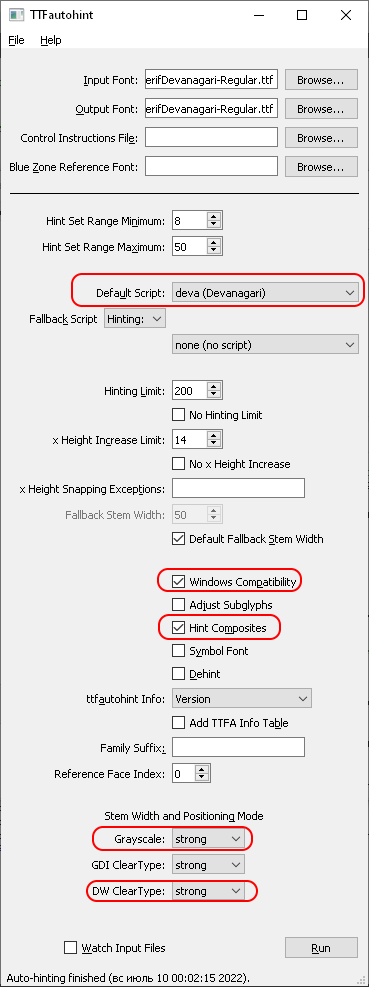 TTFautohint
File Help
Input Font: erifDevanagari-Regular.ttf Browse...
Output Font: erifDevanagari-Regular.ttf Browse...
Control Instructions File: Browse...
Blue Zone Reference Font: Browse...
Hint Set Range Minimum: 8
Hint Set Range Maximum: 50
Default Script: deva (Devanagari)
Fallback Script Hinting:
none (no script)
Hinting Limit: 200
No Hinting Limit
x Height Increase Limit: 14
No x Height Increase
x Height Snapping Exceptions:
Fallback Stem Width: 50
Default Fallback Stem Width
Windows Compatibility
Adjust Subglyphs
Hint Composites
Symbol Font
Dehint
ttfautohint Info: Version
Add TTFA Info Table
Family Suffix:
Reference Face Index: 0
Stem Width and Positioning Mode
Grayscale: strong
GDI ClearType: strong
DW ClearType: strong
Watch Input Files Run
Auto-hinting finished (вс июль 10 00:02:15 2022).